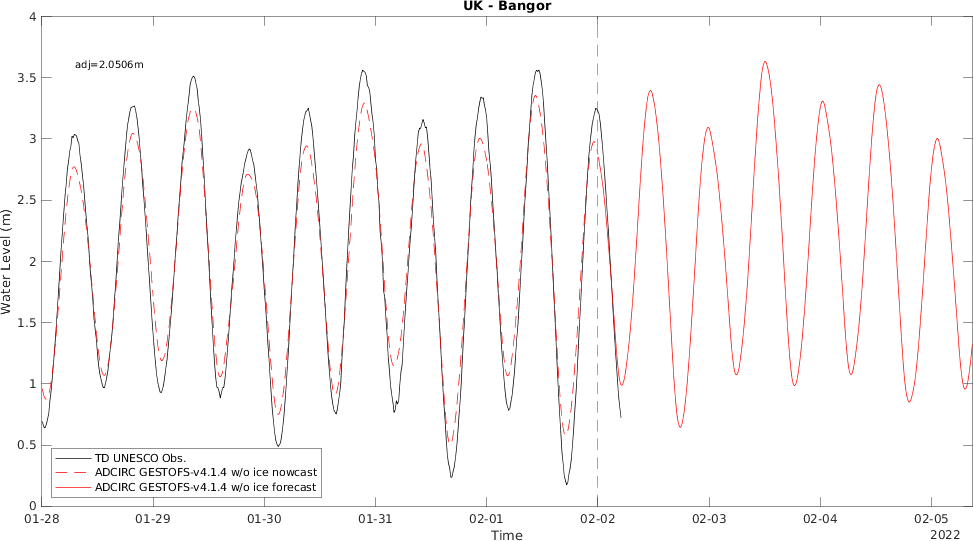 UK - Bangor
adj=2.0506m
Water Level (m)
4
3.5
3
2.5
2
1.5
1
0.5
0
TD UNESCO Obs.
ADCIRC GESTOFS-v4.1.4 w/o ice nowcast
ADCIRC GESTOFS-v4.1.4 w/o ice forecast
01-28 01-29 01-30 01-31 02-01 02-02 02-03 02-04 02-05
Time
2022